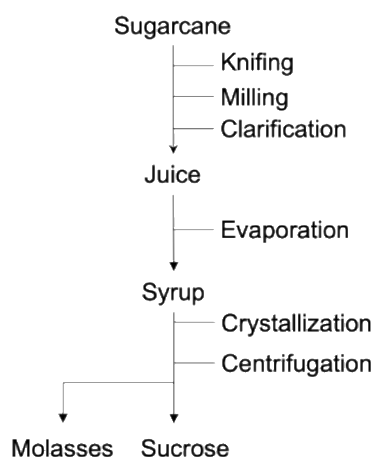 Sugarcane
Knifing
Milling
Clarification
Juice
Evaporation
Syrup
Crystallization
Centrifugation
Molasses Sucrose